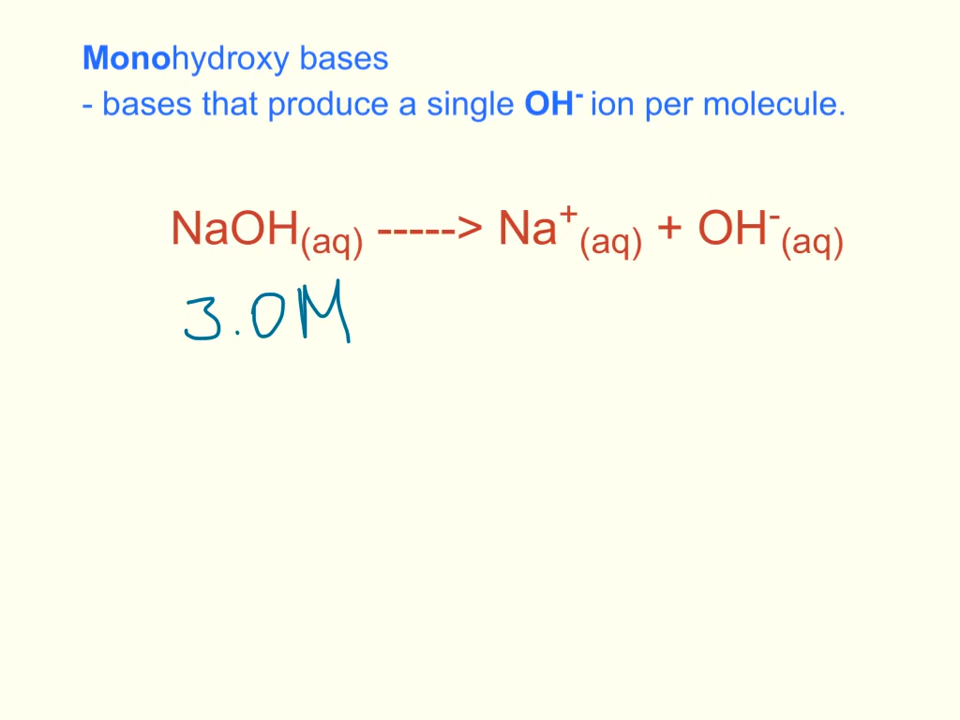 Monohydroxy bases
- bases that produce a single OH⁻ ion per molecule.
NaOH₍aq₎ -----> Na⁺₍aq₎ + OH⁻₍aq₎
3.0M